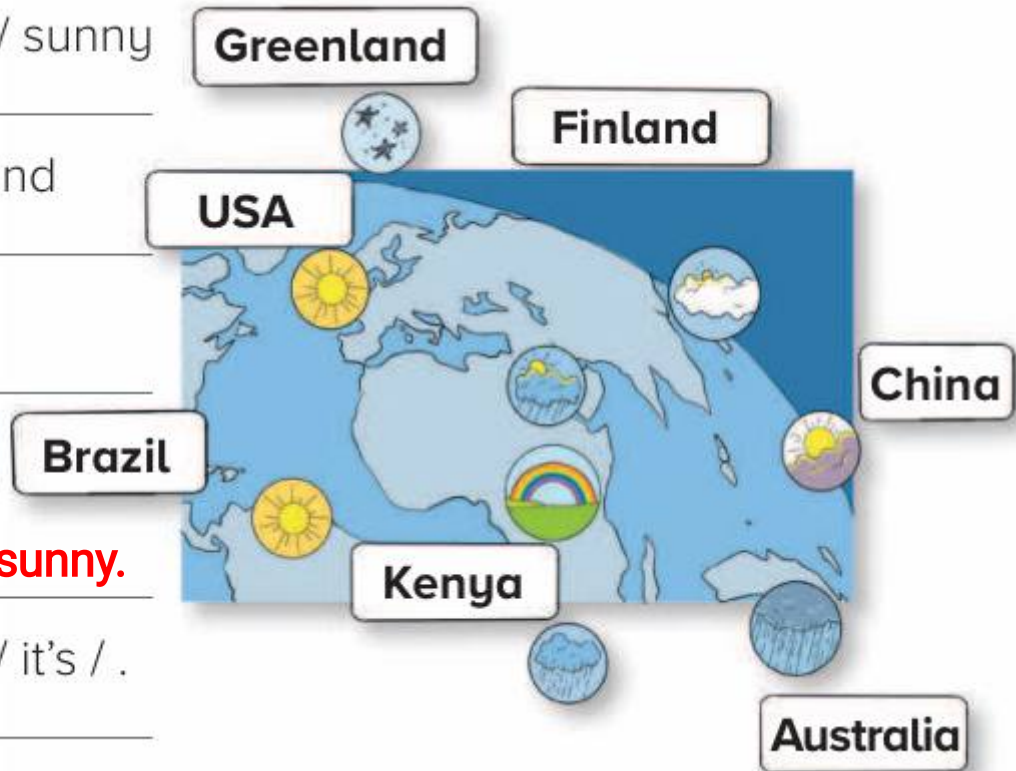 / sunny
Greenland
Finland
nd
USA
China
Brazil
sunny.
Kenya
/ it's / .
Australia